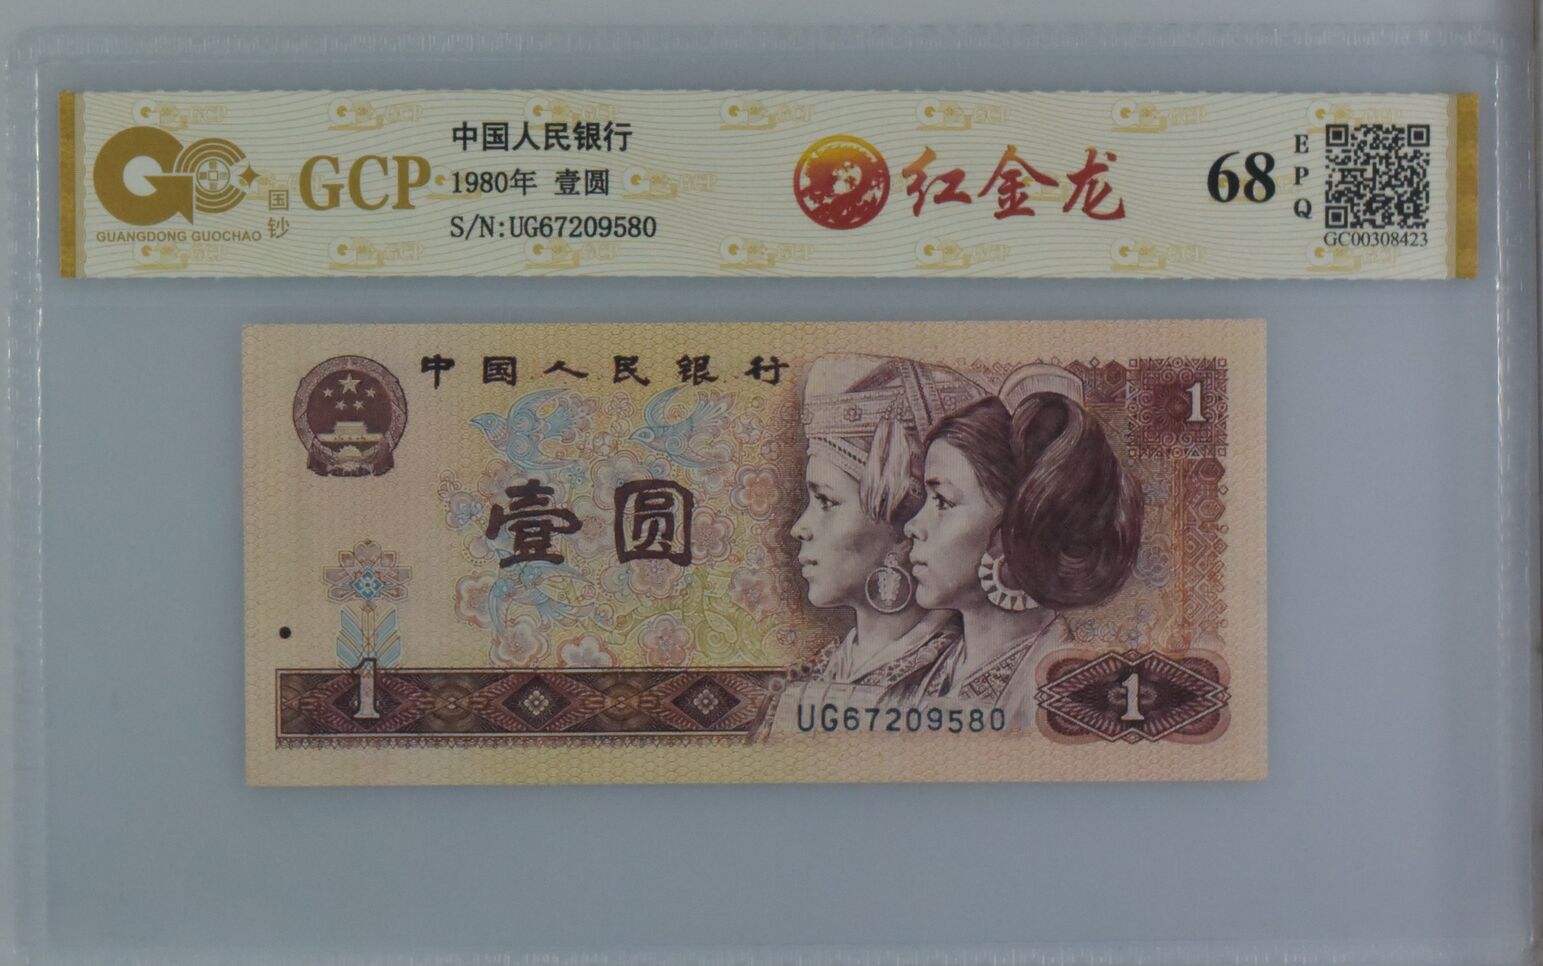 GUANGDONG GUOCHAO
国钞
GCP
中国人民银行
1980年 壹圆
S/N:UG67209580
红金龙
68
EPQ
GC00308423
中国人民银行
1
壹圆
1
UG67209580
1